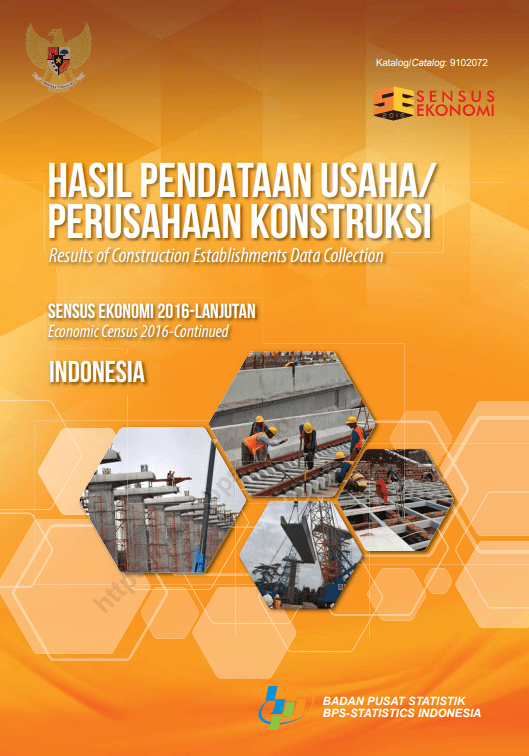 Katalog/Catalog: 9102072
SENSUS
EKONOMI
2016
HASIL PENDATAAN USAHA/
PERUSAHAAN KONSTRUKSI
Results of Construction Establishments Data Collection
SENSUS EKONOMI 2016-LANJUTAN
Economic Census 2016-Continued
INDONESIA
BADAN PUSAT STATISTIK
BPS-STATISTICS INDONESIA